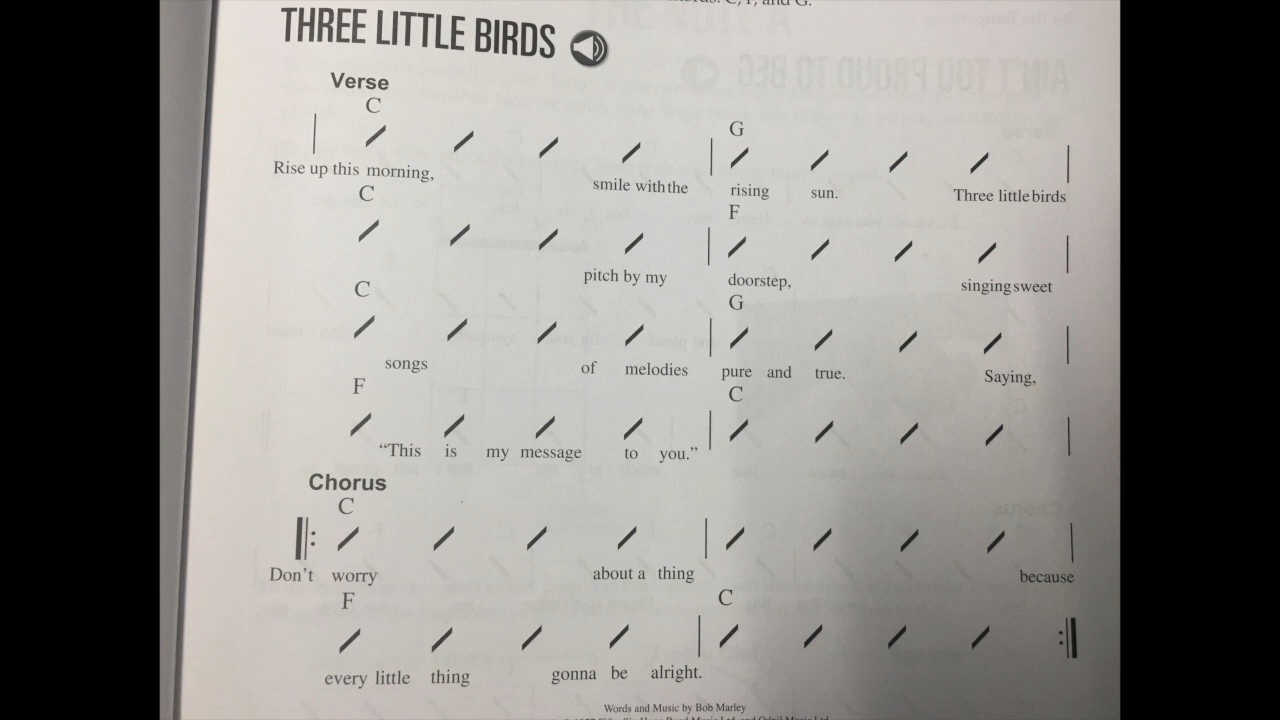 THREE LITTLE BIRDS
Verse
C G
Rise up this morning, smile with the rising sun. Three little birds
C F
pitch by my doorstep, singing sweet
C G
songs of melodies pure and true. Saying,
F C
“This is my message to you.”
Chorus
C
Don't worry about a thing because
F C
every little thing gonna be alright.
Words and Music by Bob Marley